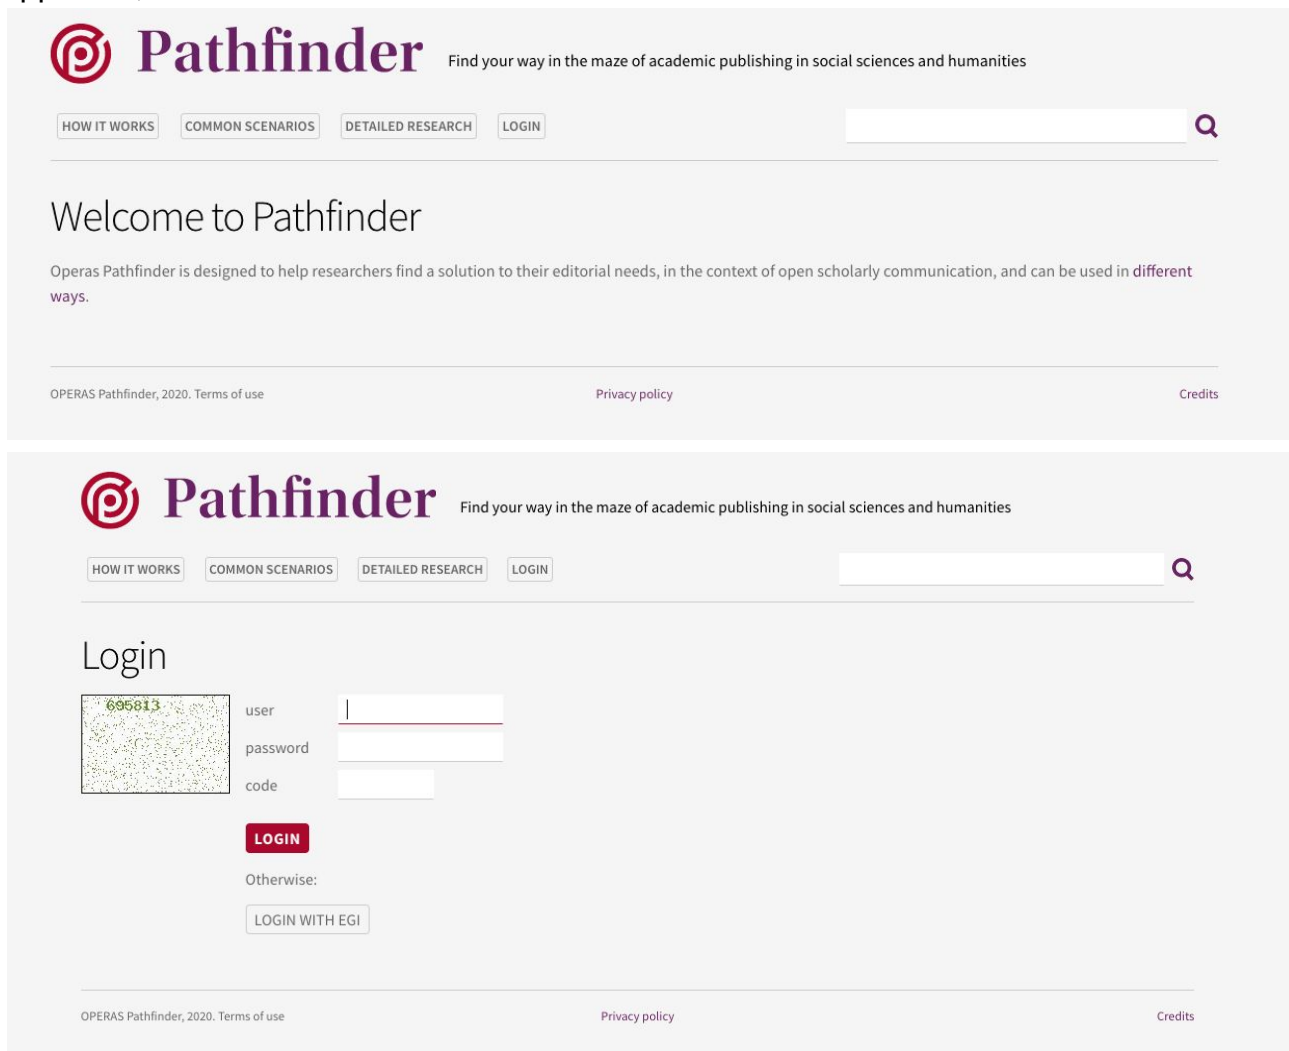 Pathfinder Find your way in the maze of academic publishing in social sciences and humanities
HOW IT WORKS COMMON SCENARIOS DETAILED RESEARCH LOGIN
Welcome to Pathfinder
Operas Pathfinder is designed to help researchers find a solution to their editorial needs, in the context of open scholarly communication, and can be used in different
ways.
OPERAS Pathfinder, 2020. Terms of use Privacy policy Credits
Pathfinder Find your way in the maze of academic publishing in social sciences and humanities
HOW IT WORKS COMMON SCENARIOS DETAILED RESEARCH LOGIN
Login
695813 user
password
code
LOGIN
Otherwise:
LOGIN WITH EGI
OPERAS Pathfinder, 2020. Terms of use Privacy policy Credits